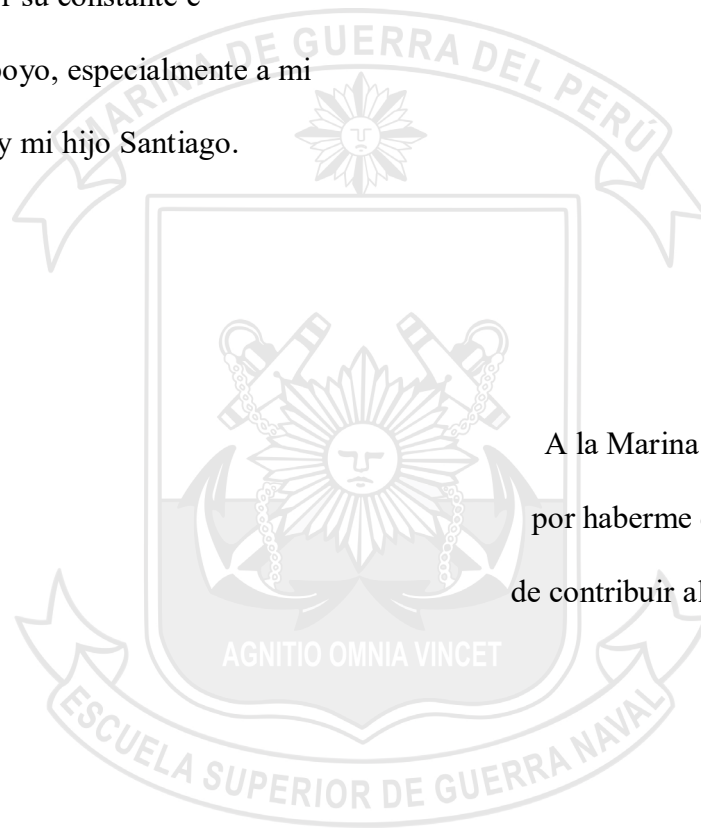 su constante e
MARINA DE GUERRA DEL PERÚ
especialmente a mi
y mi hijo Santiago.
A la Marina
por haberme
de contribuir al
AGNITIO OMNIA VINCET
ESCUELA SUPERIOR DE GUERRA NAVAL